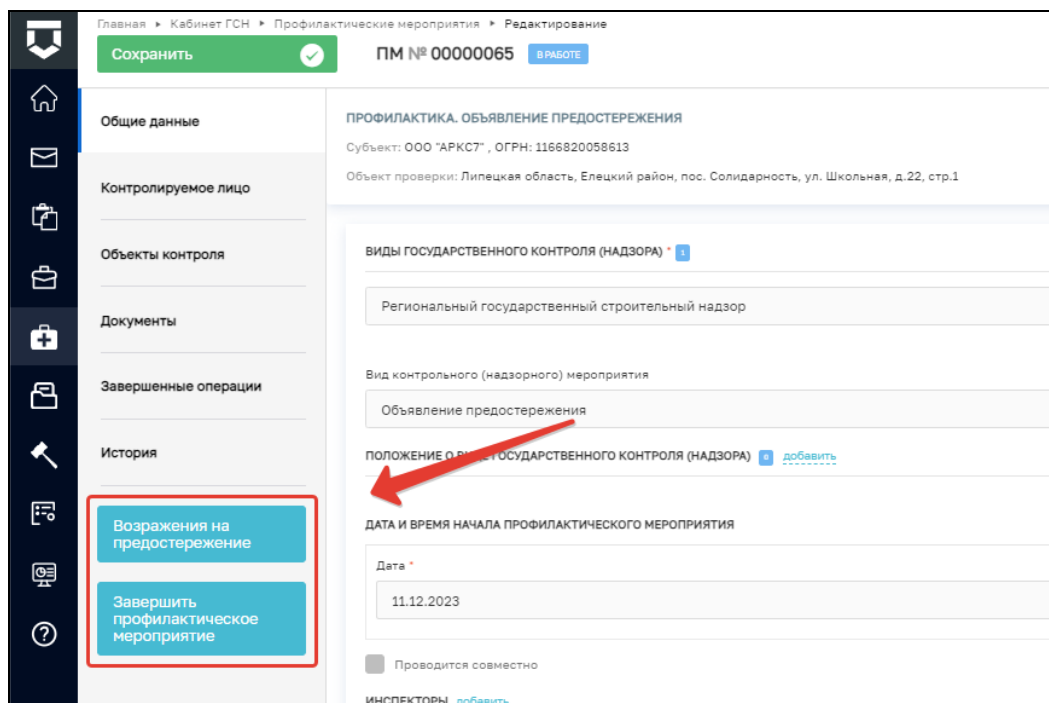 Главная ▸ Кабинет ГСН ▸ Профилактические мероприятия ▸ Редактирование
Сохранить
ПМ № 00000065 В РАБОТЕ
Общие данные
Контролируемое лицо
Объекты контроля
Документы
Завершенные операции
История
Возражения на
предостережение
Завершить
профилактическое
мероприятие
ПРОФИЛАКТИКА. ОБЪЯВЛЕНИЕ ПРЕДОСТЕРЕЖЕНИЯ
Субъект: ООО "АРКС7" , ОГРН: 1166820058613
Объект проверки: Липецкая область, Елецкий район, пос. Солидарность, ул. Школьная, д.22, стр.1
ВИДЫ ГОСУДАРСТВЕННОГО КОНТРОЛЯ (НАДЗОРА) * 1
Региональный государственный строительный надзор
Вид контрольного (надзорного) мероприятия
Объявление предостережения
ПОЛОЖЕНИЕ О ВИДЕ ГОСУДАРСТВЕННОГО КОНТРОЛЯ (НАДЗОРА) 0 добавить
ДАТА И ВРЕМЯ НАЧАЛА ПРОФИЛАКТИЧЕСКОГО МЕРОПРИЯТИЯ
Дата *
11.12.2023
Проводится совместно
ИНСПЕКТОРЫ добавить